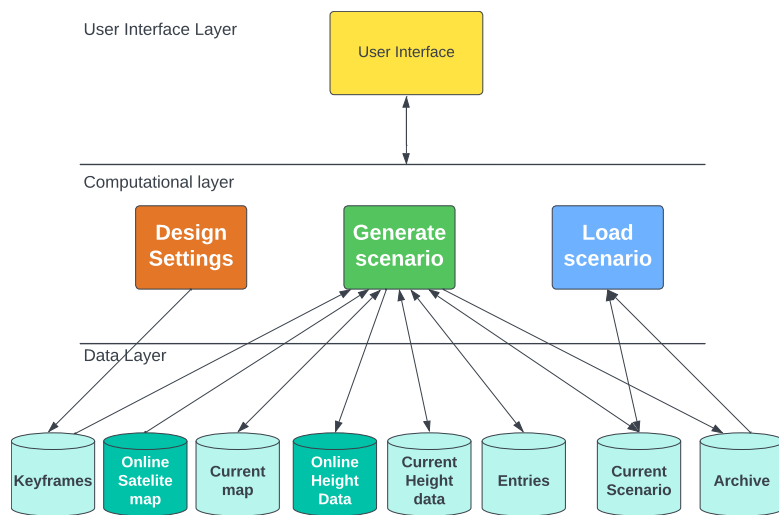 User Interface Layer
User Interface
Computational layer
Design
Settings
Generate
scenario
Load
scenario
Data Layer
Keyframes
Online
Satelite
map
Current
map
Online
Height
Data
Current
Height
data
Entries
Current
Scenario
Archive